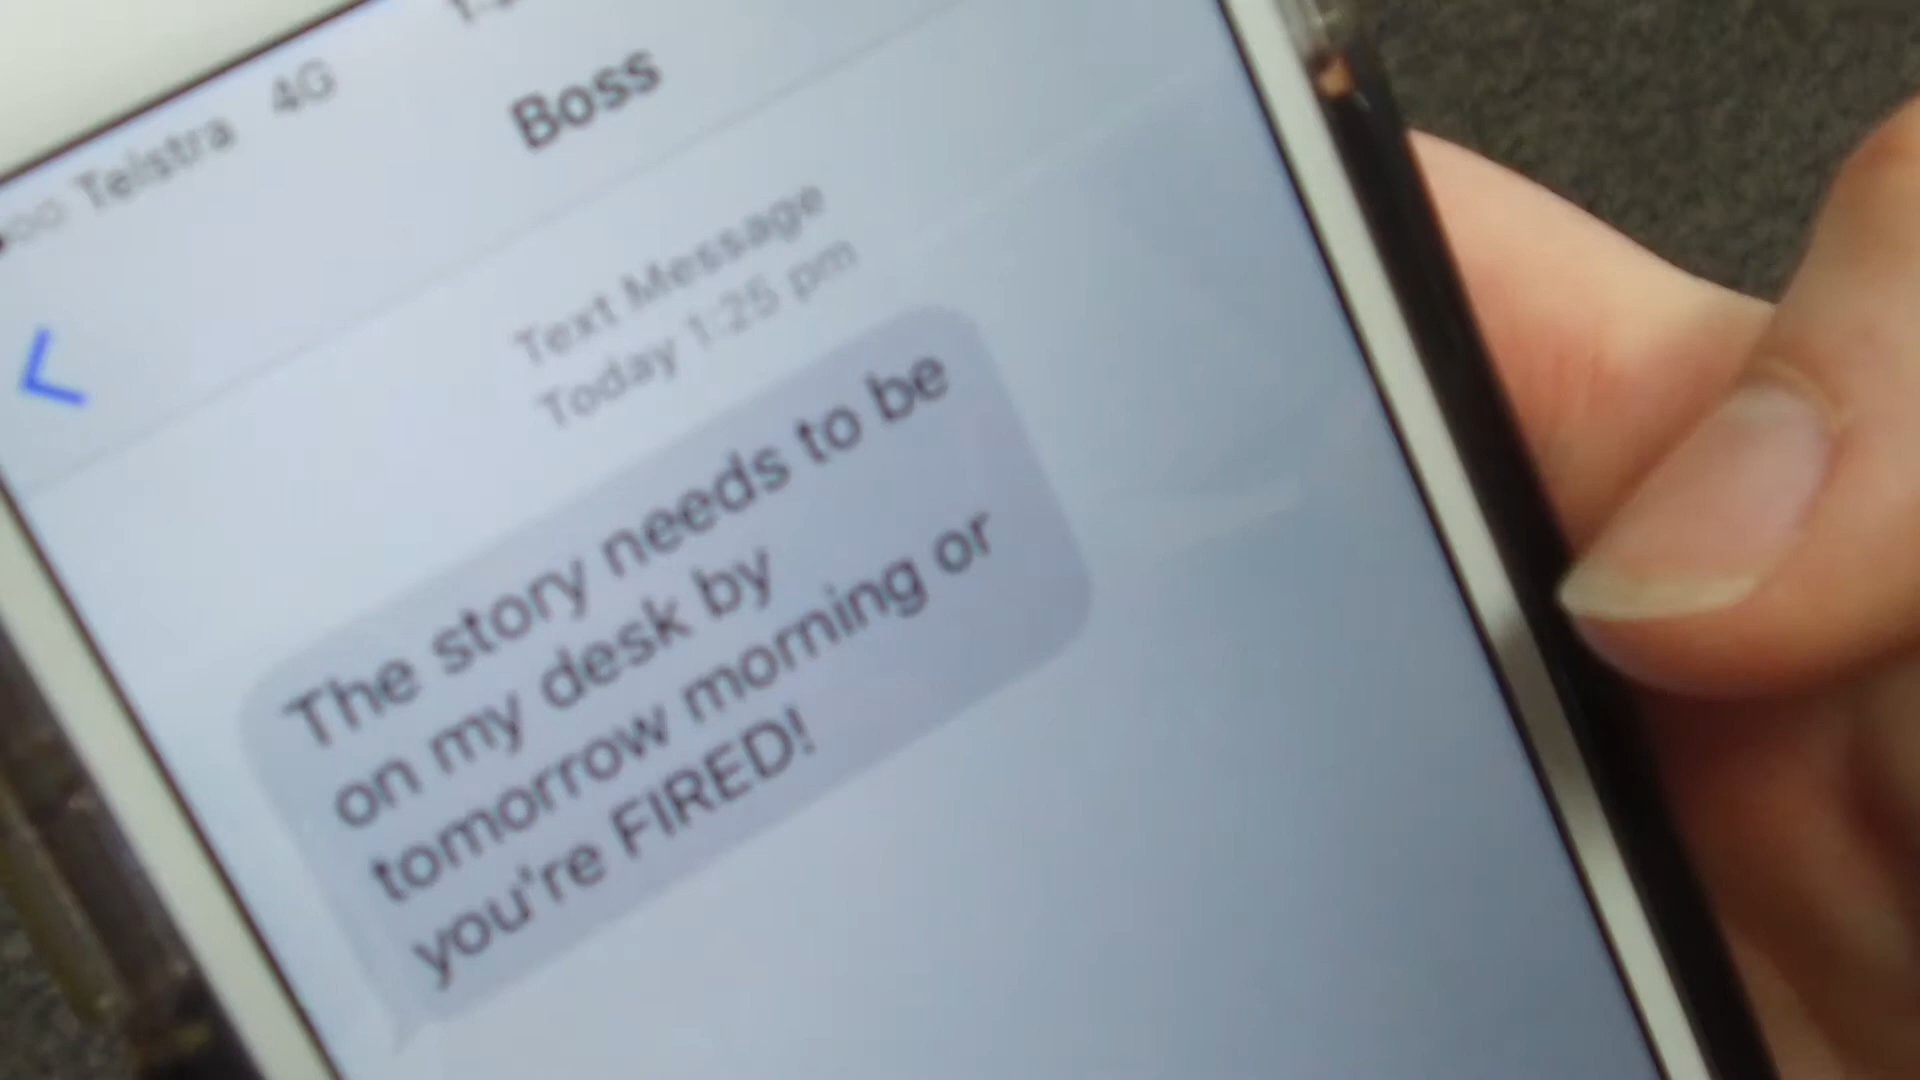 Telstra 4G
Boss
Text Message
Today 1:25 pm
The story needs to be
on my desk by
tomorrow morning or
you're FIRED!